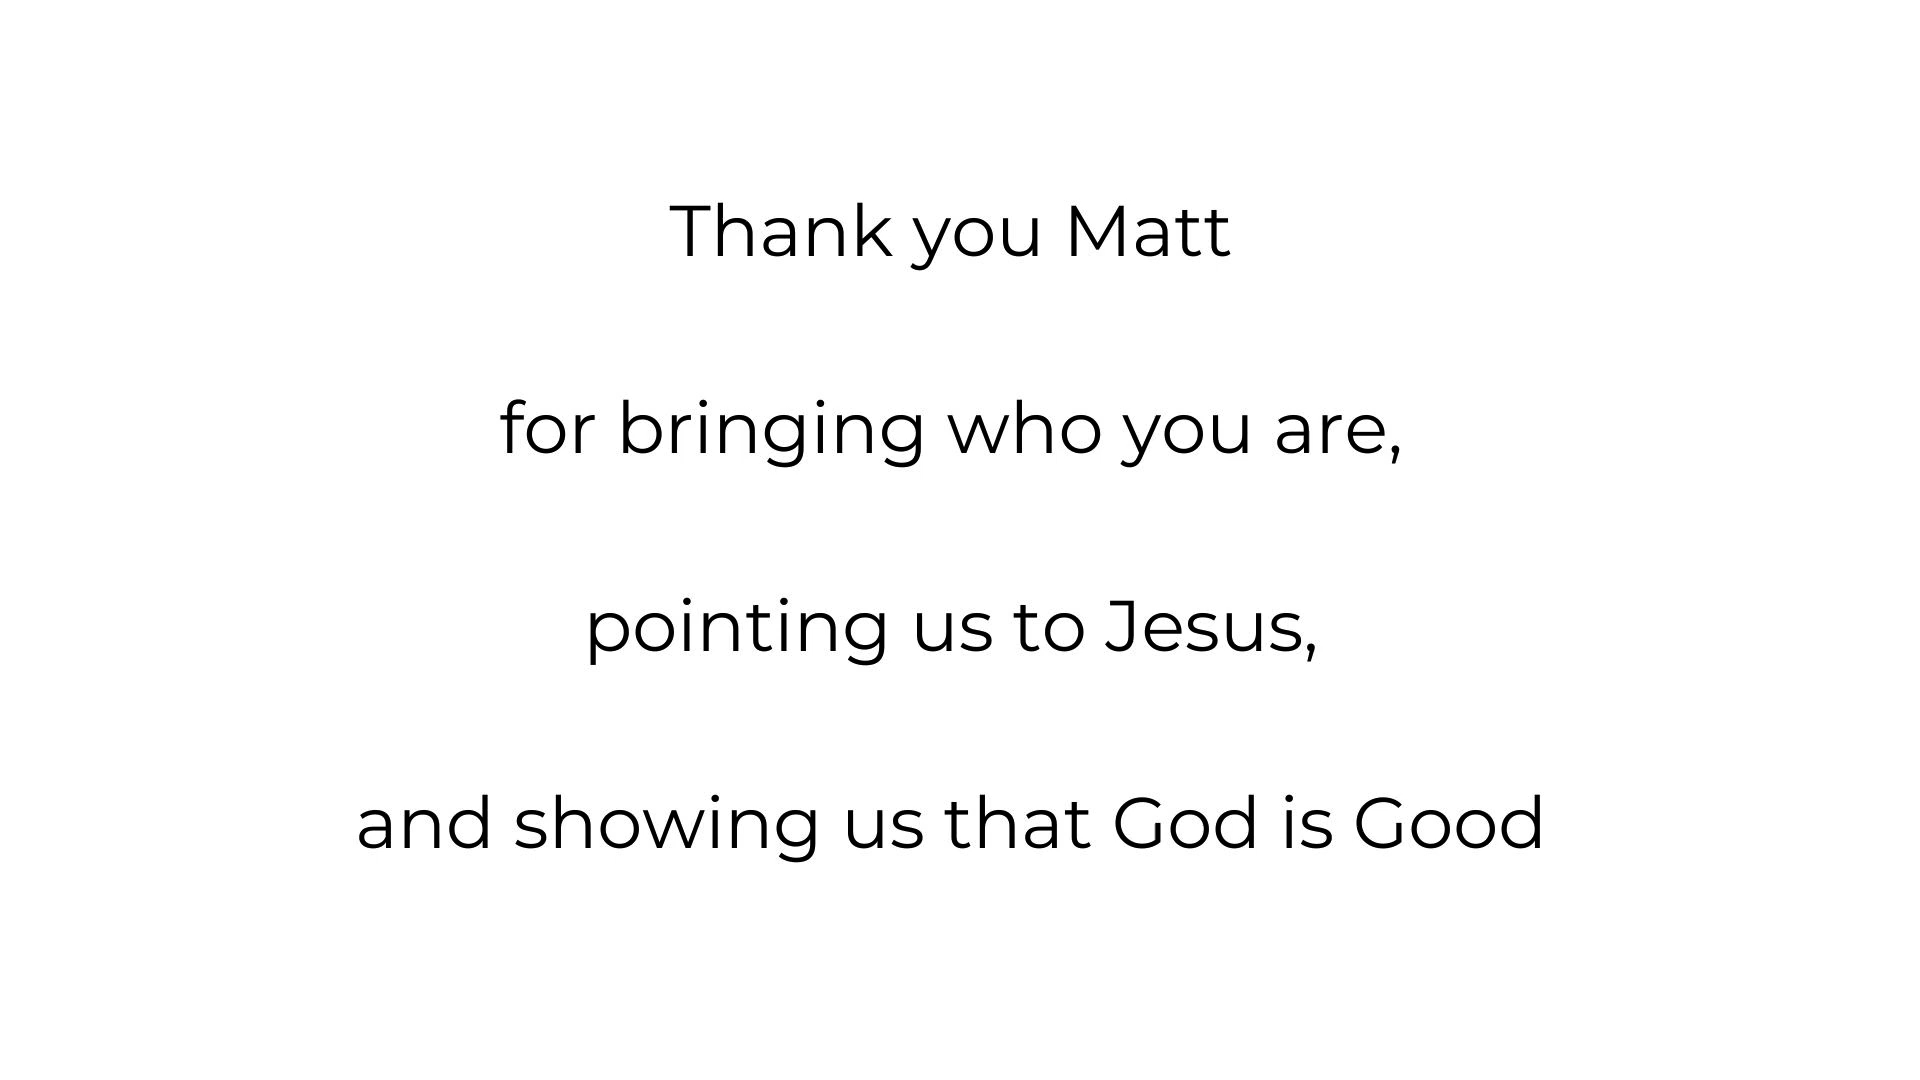 Thank you Matt
for bringing who you are,
pointing us to Jesus,
and showing us that God is Good